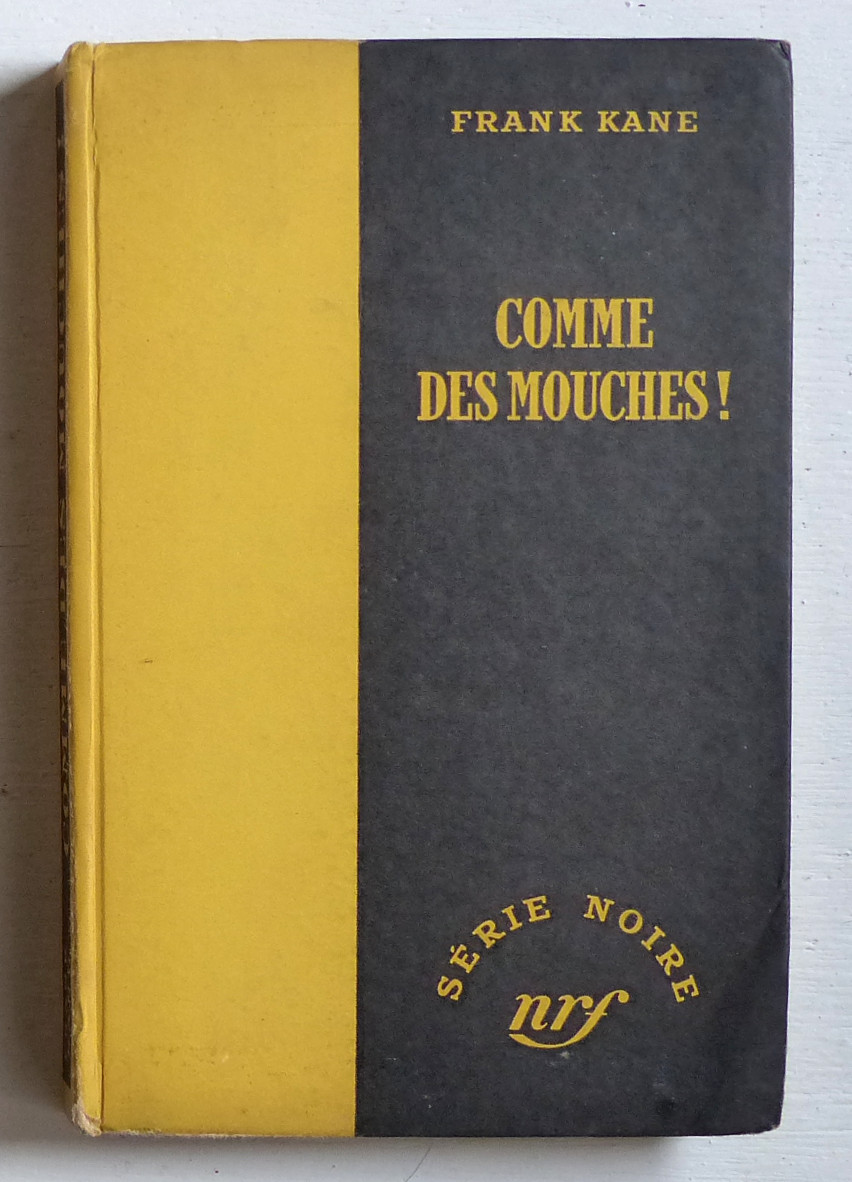 FRANK KANE
COMME
DES MOUCHES!
SÉRIE NOIRE
nrf